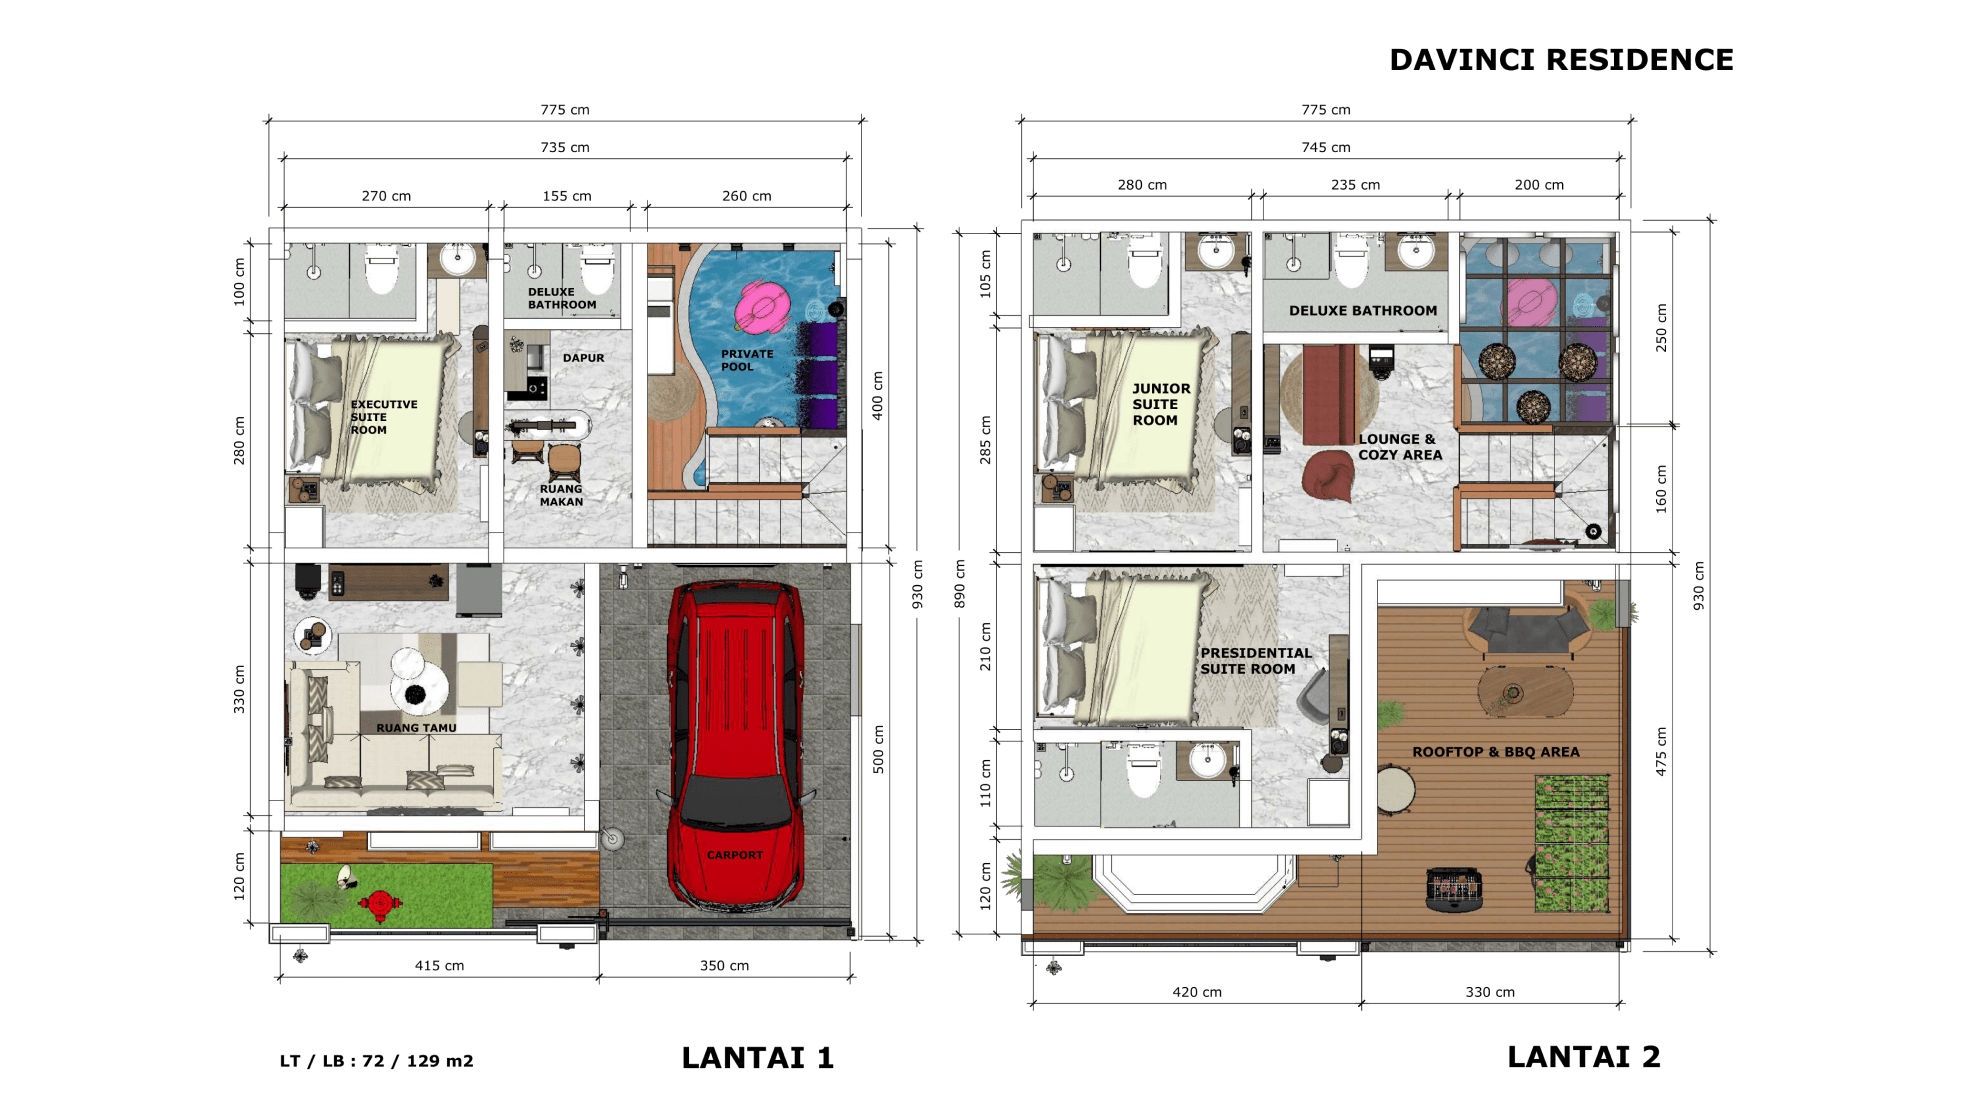 DAVINCI RESIDENCE
775 cm
735 cm
270 cm
155 cm
260 cm
100 cm
280 cm
330 cm
120 cm
400 cm
500 cm
930 cm
DELUXE
BATHROOM
DAPUR
PRIVATE
POOL
EXECUTIVE
SUITE
ROOM
RUANG
MAKAN
RUANG TAMU
CARPORT
415 cm
350 cm
LT / LB : 72 / 129 m2
LANTAI 1
775 cm
745 cm
280 cm
235 cm
200 cm
890 cm
105 cm
285 cm
210 cm
110 cm
120 cm
250 cm
160 cm
475 cm
930 cm
DELUXE BATHROOM
JUNIOR
SUITE
ROOM
LOUNGE &
COZY AREA
PRESIDENTIAL
SUITE ROOM
ROOFTOP & BBQ AREA
420 cm
330 cm
LANTAI 2